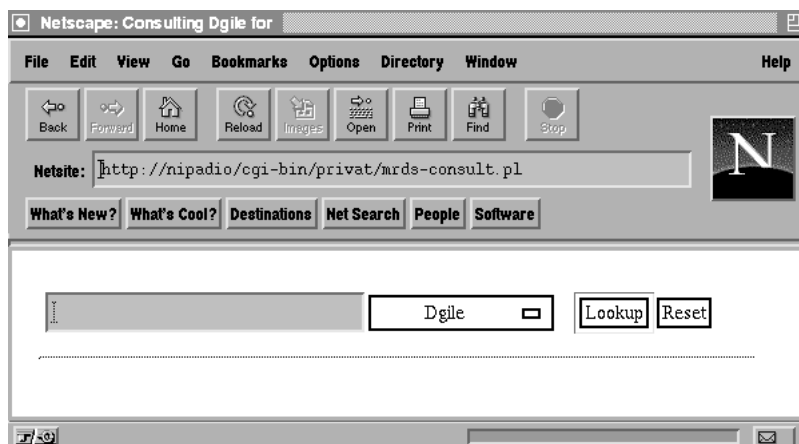 Netscape: Consulting Dgile for
File Edit View Go Bookmarks Options Directory Window Help
Back Forward Home Reload Images Open Print Find Stop
N
Netsite: http://nipadio/cgi-bin/privat/mrds-consult.pl
What's New? What's Cool? Destinations Net Search People Software
Dgile Lookup Reset